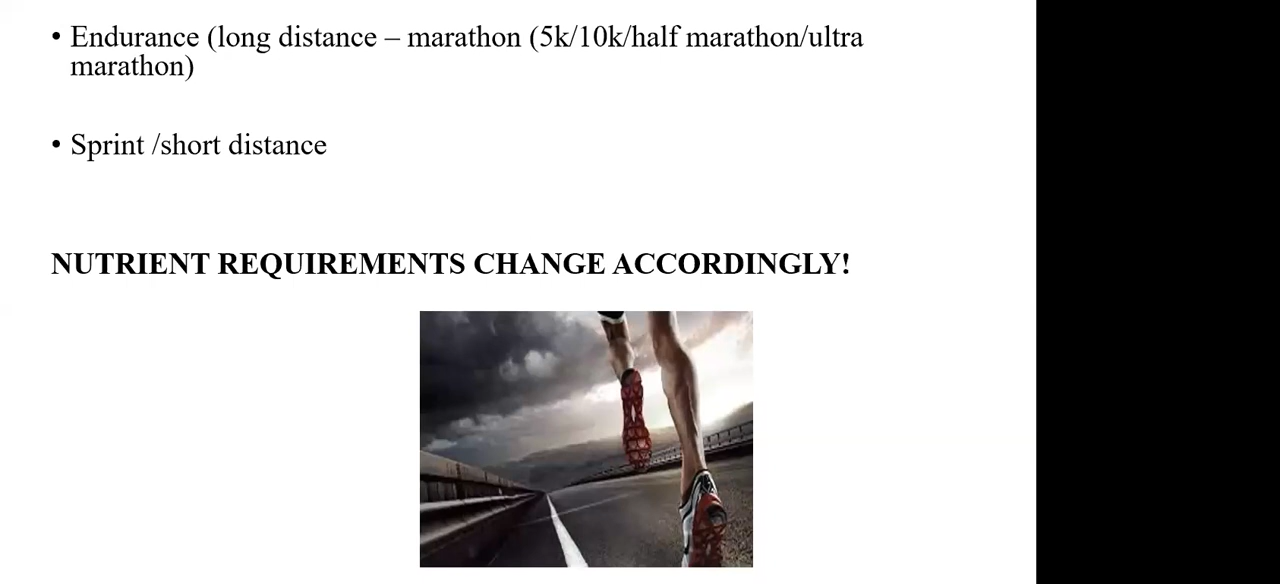 • Endurance (long distance – marathon (5k/10k/half marathon/ultra
marathon)
• Sprint /short distance
NUTRIENT REQUIREMENTS CHANGE ACCORDINGLY!